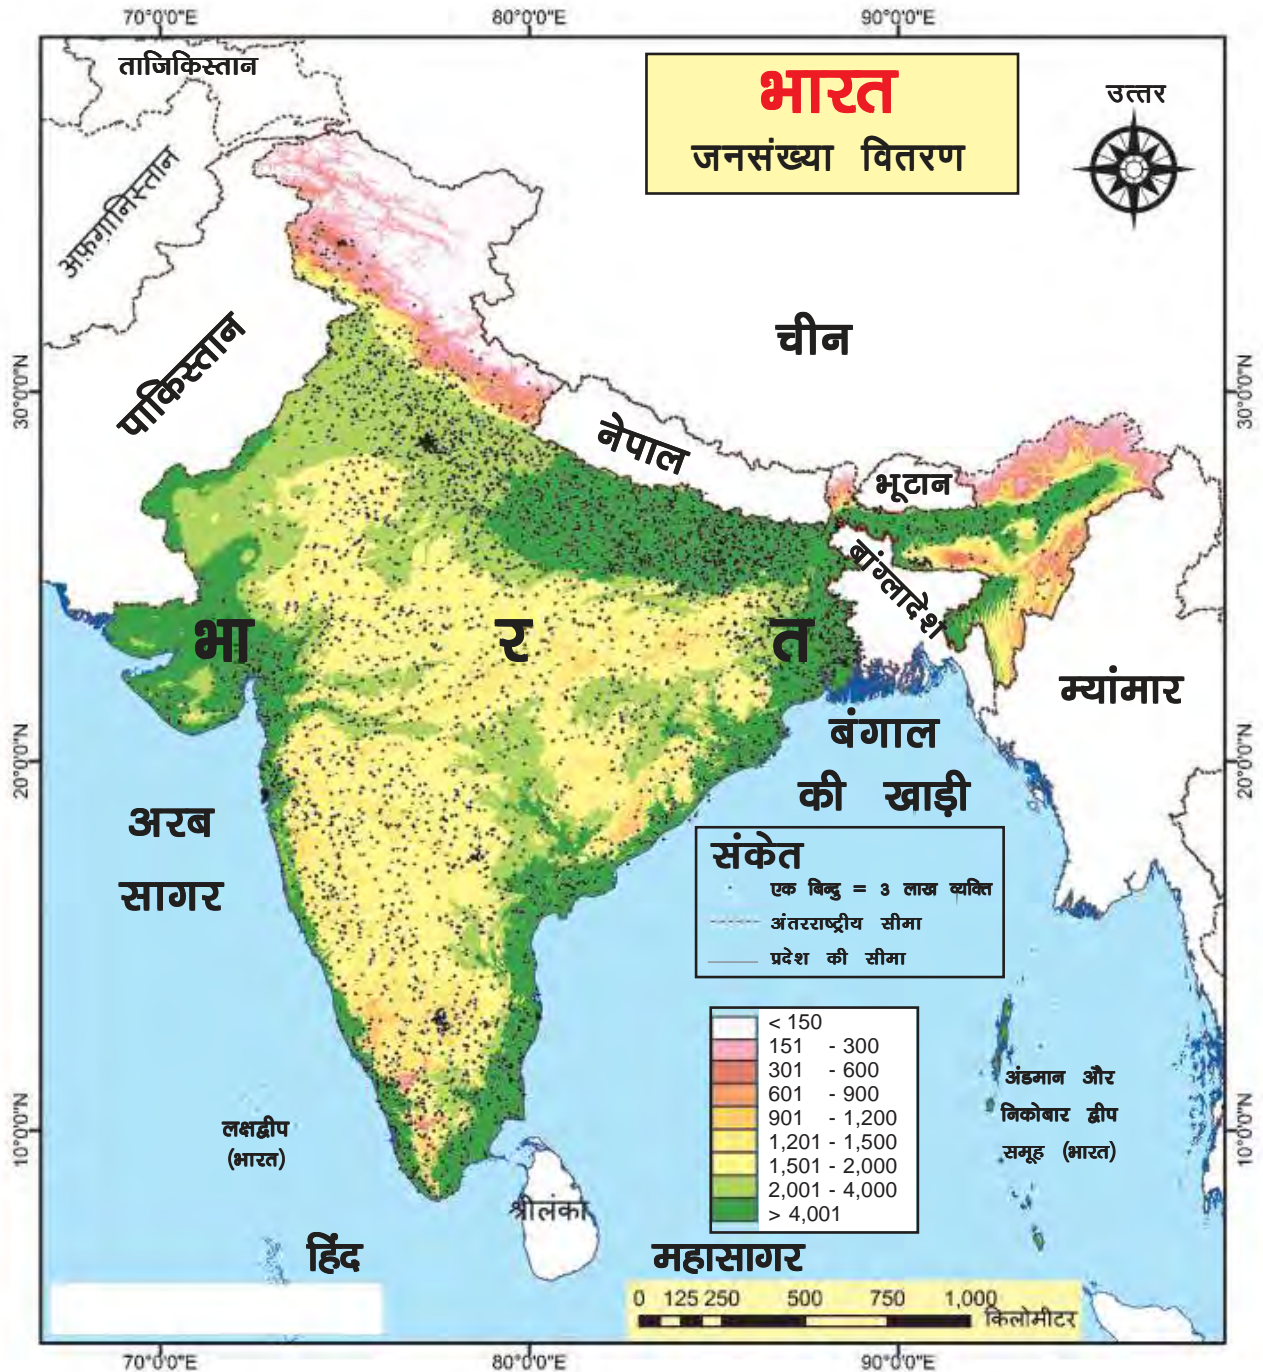 70°0'0"E 80°0'0"E 90°0'0"E
ताजिकिस्तान
भारत
जनसंख्या वितरण
उत्तर
अफ़ग़ानिस्तान
पाकिस्तान
चीन
30°0'0"N 30°0'0"N
नेपाल
भूटान
बांग्लादेश
भा र त
म्यांमार
बंगाल
की खाड़ी
20°0'0"N 20°0'0"N
अरब
सागर
संकेत
एक बिन्दु = 3 लाख व्यक्ति
अंतरराष्ट्रीय सीमा
प्रदेश की सीमा
< 150
151 - 300
301 - 600
601 - 900
901 - 1,200
1,201 - 1,500
1,501 - 2,000
2,001 - 4,000
> 4,001
अंडमान और
निकोबार द्वीप
समूह (भारत)
10°0'0"N 10°0'0"N
लक्षद्वीप
(भारत)
श्रीलंका
हिंद महासागर
0 125 250 500 750 1,000
किलोमीटर
70°0'0"E 80°0'0"E 90°0'0"E